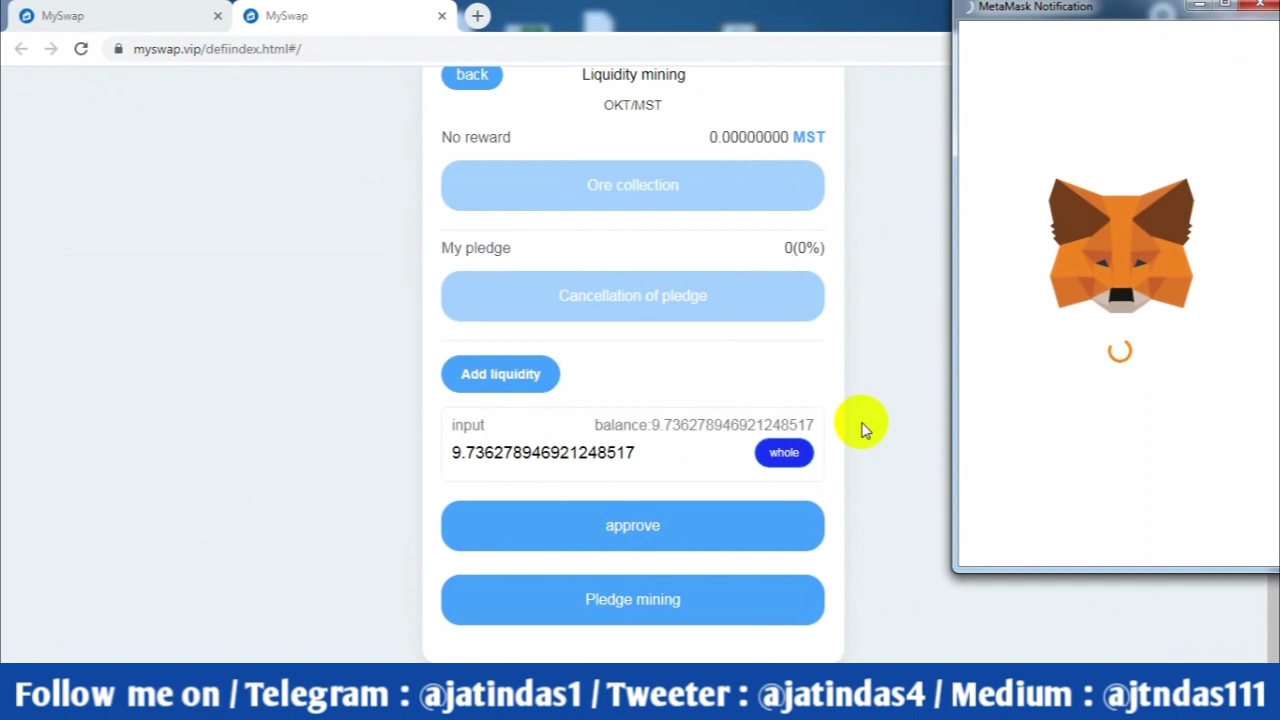 MySwap
MySwap
MetaMask Notification
myswap.vip/defiindex.html#/
back
Liquidity mining
OKT/MST
No reward
0.00000000 MST
Ore collection
My pledge
0(0%)
Cancellation of pledge
Add liquidity
input
balance:9.736278946921248517
9.736278946921248517
whole
approve
Pledge mining
Follow me on / Telegram : @jatindas1 / Tweeter : @jatindas4 / Medium : @jtndas111